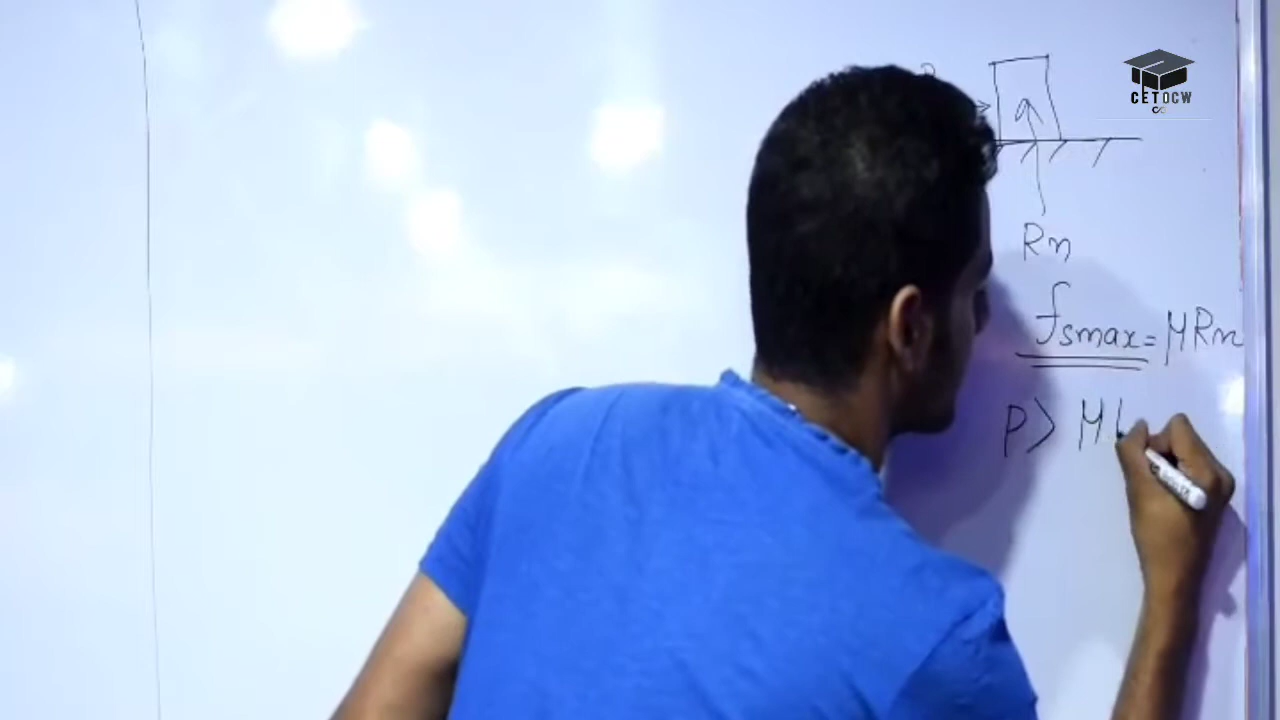 CETOCW
Rn
fsmax = μRn
P > μ